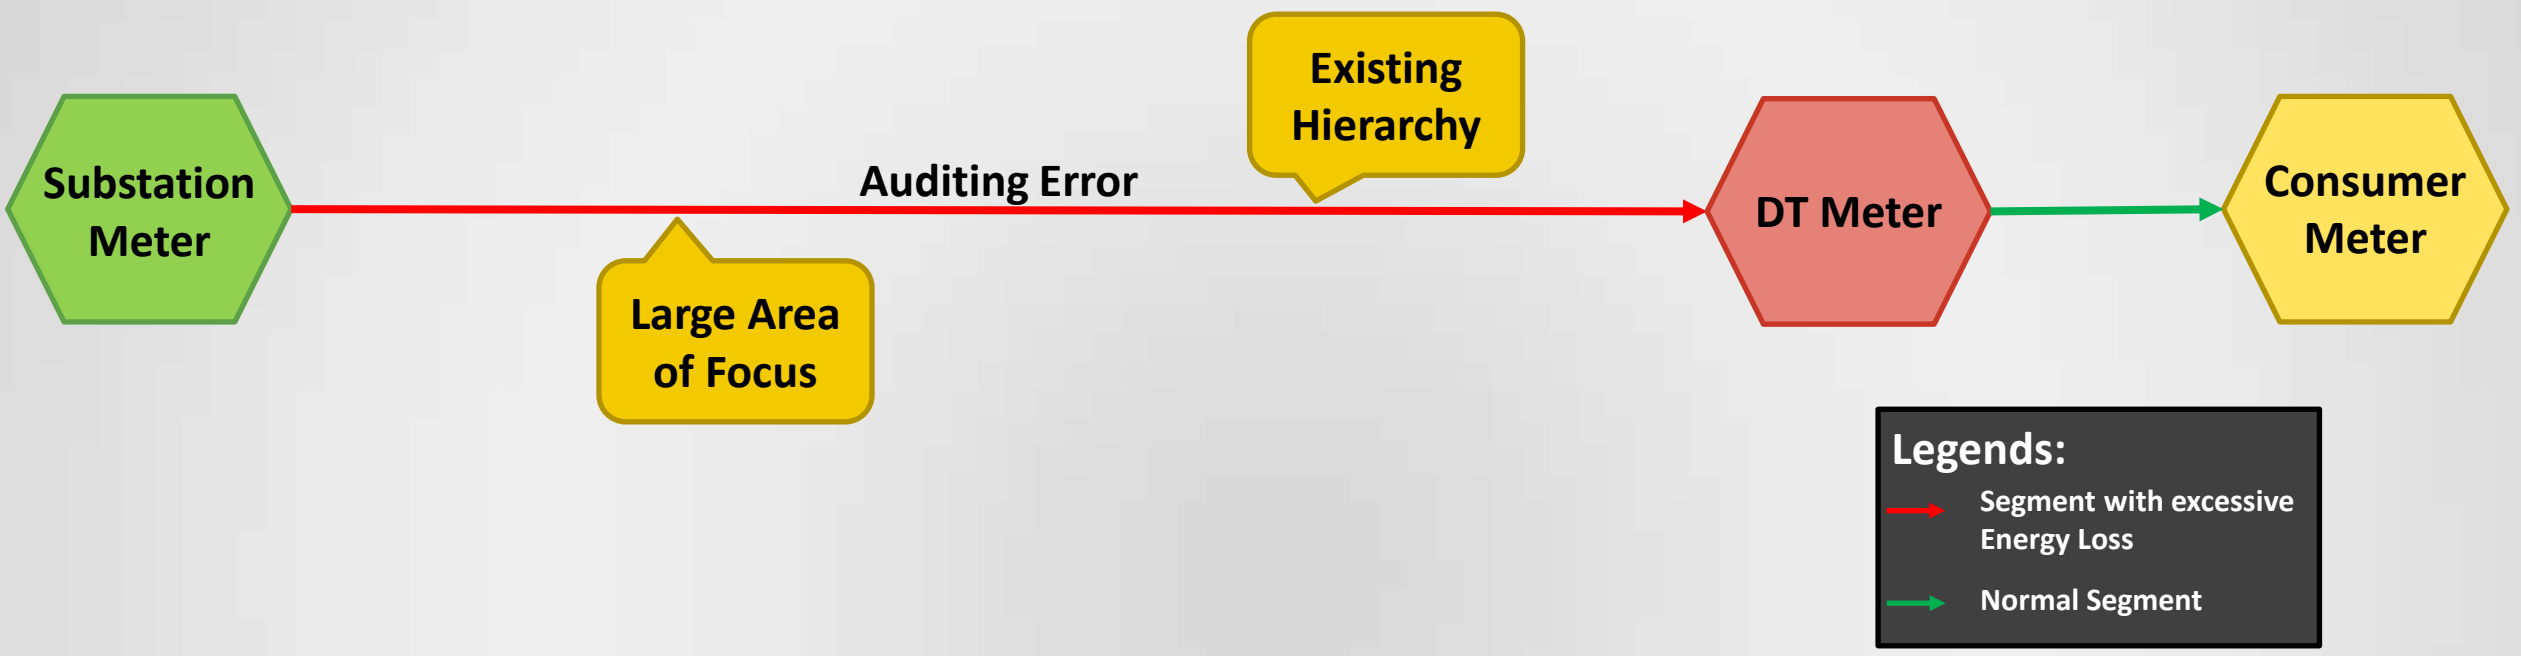 Existing
Hierarchy
Substation
Meter
Auditing Error
DT Meter
Consumer
Meter
Large Area
of Focus
Legends:
Segment with excessive
Energy Loss
Normal Segment